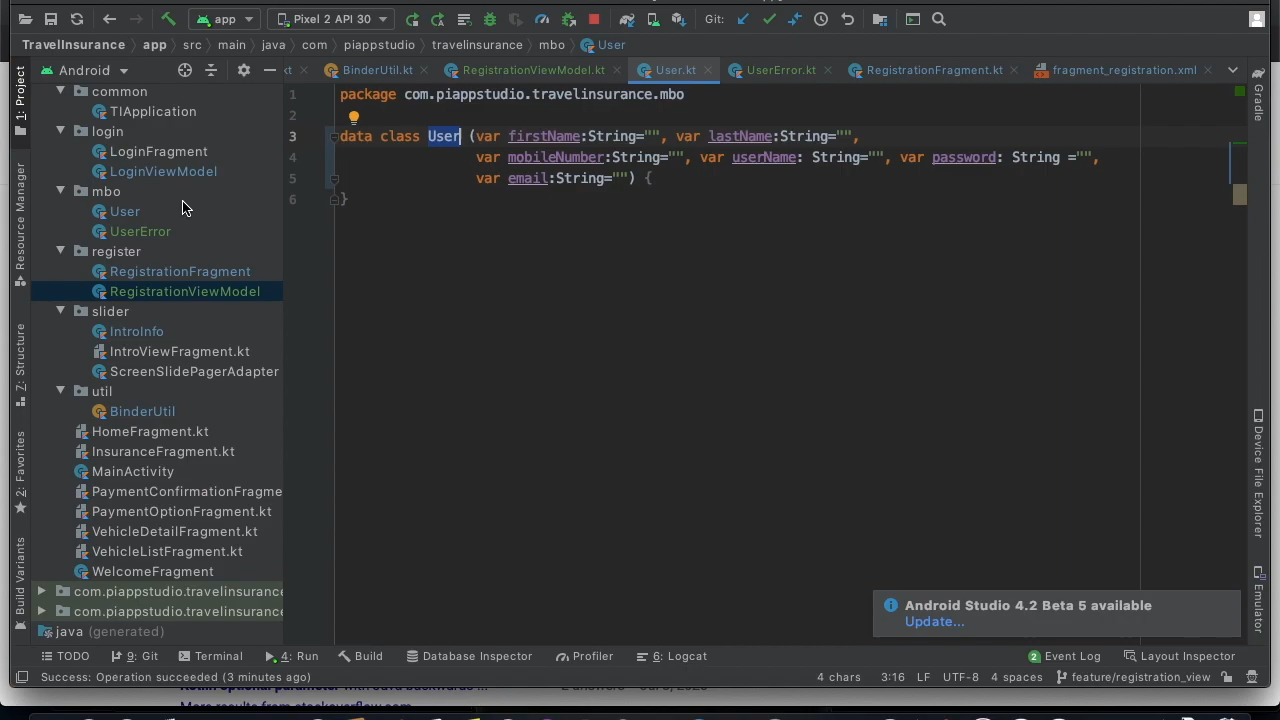 app
Pixel 2 API 30
Git:
TravelInsurance
app
src
main
java
com
piappstudio
travelinsurance
mbo
User
Android
kt
BinderUtil.kt
RegistrationViewModel.kt
User.kt
UserError.kt
RegistrationFragment.kt
fragment_registration.xml
1: Project
Resource Manager
7: Structure
2: Favorites
Build Variants
common
TIApplication
login
LoginFragment
LoginViewModel
mbo
User
UserError
register
RegistrationFragment
RegistrationViewModel
slider
IntroInfo
IntroViewFragment.kt
ScreenSlidePagerAdapter
util
BinderUtil
HomeFragment.kt
InsuranceFragment.kt
MainActivity
PaymentConfirmationFragme
PaymentOptionFragment.kt
VehicleDetailFragment.kt
VehicleListFragment.kt
WelcomeFragment
com.piappstudio.travelinsurance
com.piappstudio.travelinsurance
java (generated)
1 package com.piappstudio.travelinsurance.mbo
2
3 data class User (var firstName:String="", var lastName:String="",
4 var mobileNumber:String="", var userName: String="", var password: String ="",
5 var email:String="") {
6 }
Gradle
Device File Explorer
Emulator
Android Studio 4.2 Beta 5 available
Update...
TODO
9: Git
Terminal
4: Run
Build
Database Inspector
Profiler
6: Logcat
2 Event Log
Layout Inspector
Success: Operation succeeded (3 minutes ago)
4 chars
3:16
LF
UTF-8
4 spaces
feature/registration_view